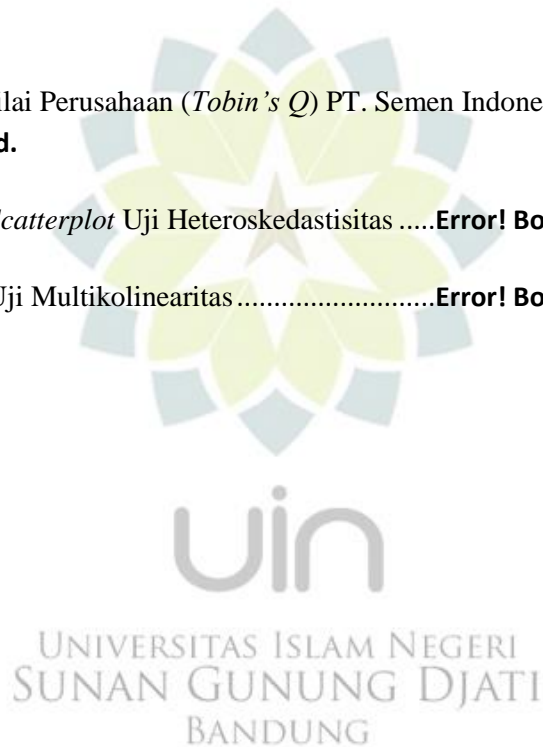 ilai Perusahaan (Tobin's Q) PT. Semen Indone
d.
catterplot Uji Heteroskedastisitas .....Error! Bo
Uji Multikolinearitas...........................Error! Bo
uin
UNIVERSITAS ISLAM NEGERI
SUNAN GUNUNG DJATI
BANDUNG